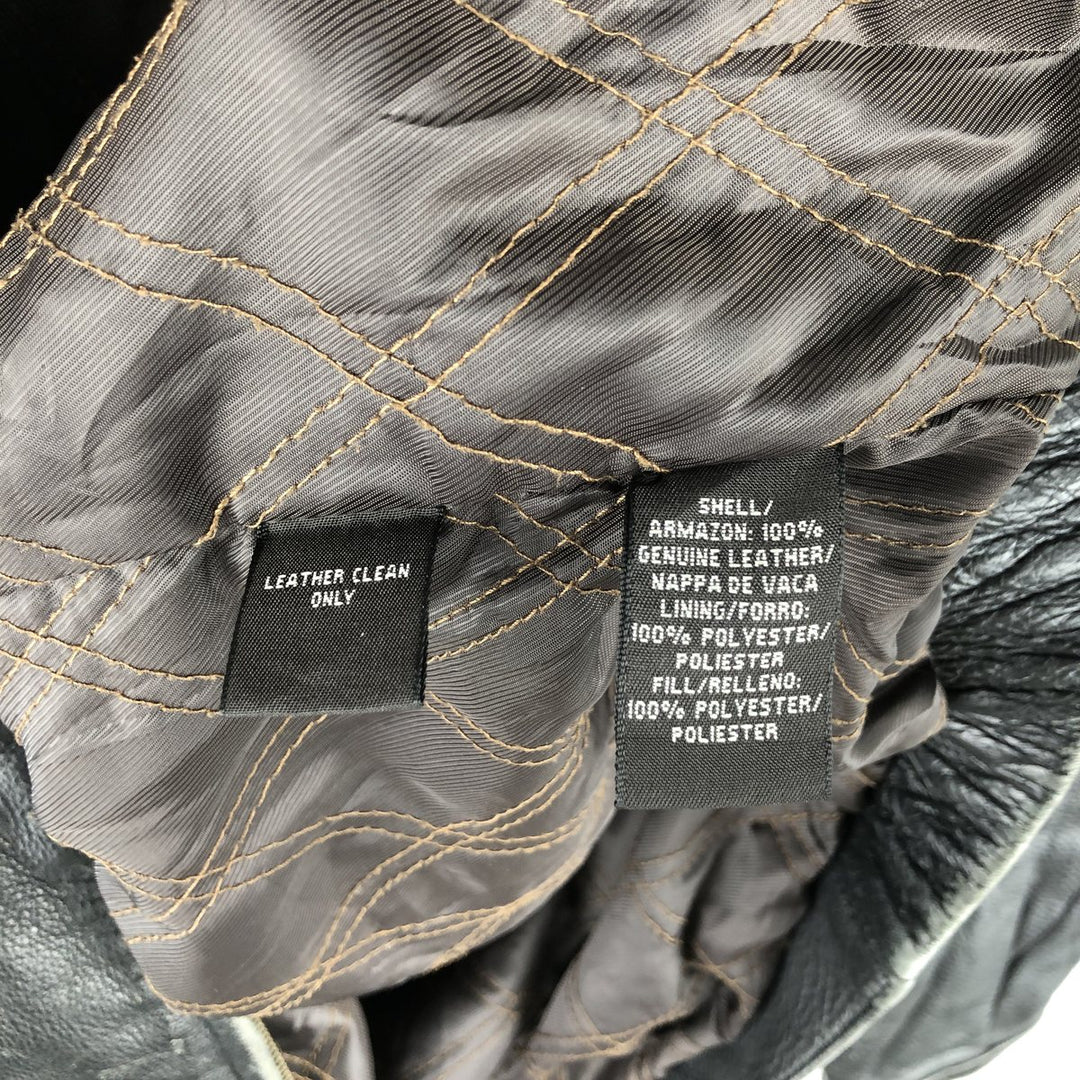 LEATHER CLEAN
ONLY
SHELL/
ARMAZON: 100%
GENUINE LEATHER/
NAPPA DE VACA
LINING/FORRO:
100% POLYESTER/
POLIESTER
FILL/RELLENO:
100% POLYESTER/
POLIESTER